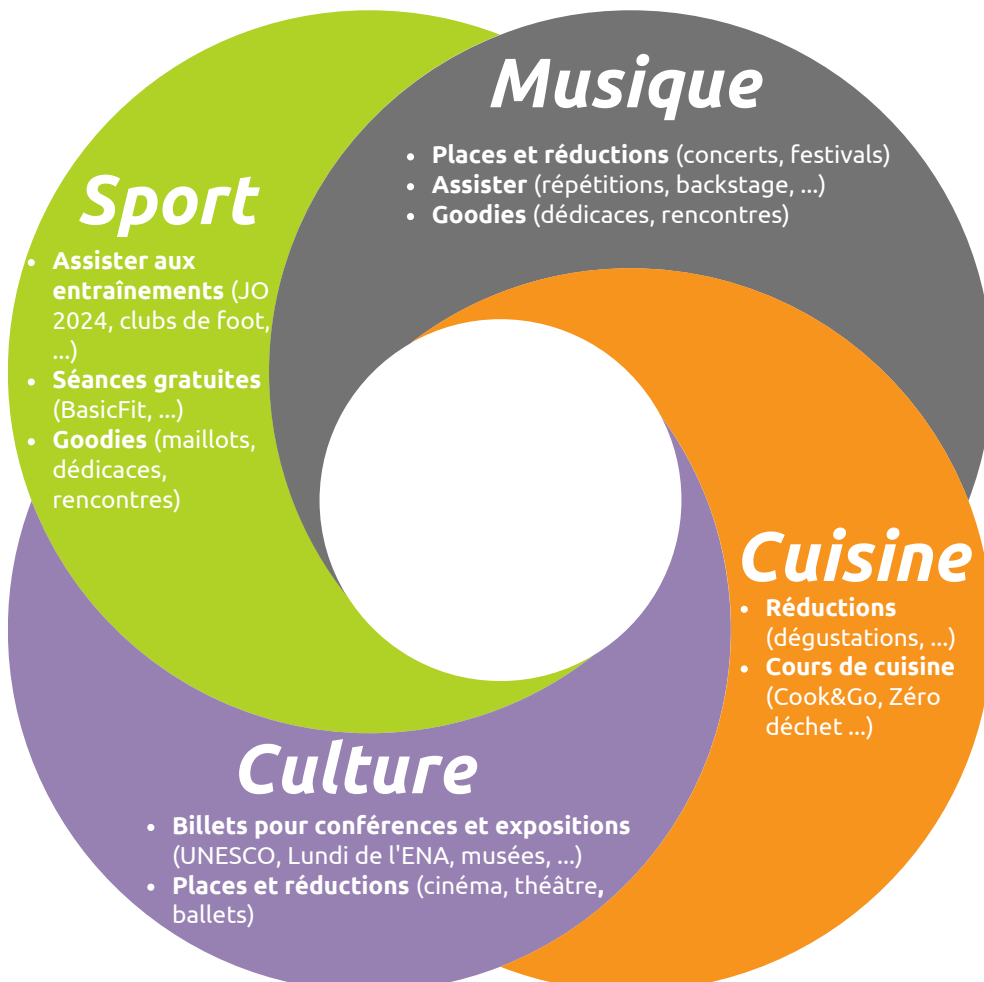 Musique
• Places et réductions (concerts, festivals)
• Assister (répétitions, backstage, ...)
• Goodies (dédicaces, rencontres)
Sport
• Assister aux
entraînements (JO
2024, clubs de foot,
...)
• Séances gratuites
(BasicFit, ...)
• Goodies (maillots,
dédicaces,
rencontres)
Cuisine
• Réductions
(dégustations, ...)
• Cours de cuisine
(Cook&Go, Zéro
déchet ...)
Culture
• Billets pour conférences et expositions
(UNESCO, Lundi de l'ENA, musées, ...)
• Places et réductions (cinéma, théâtre,
ballets)